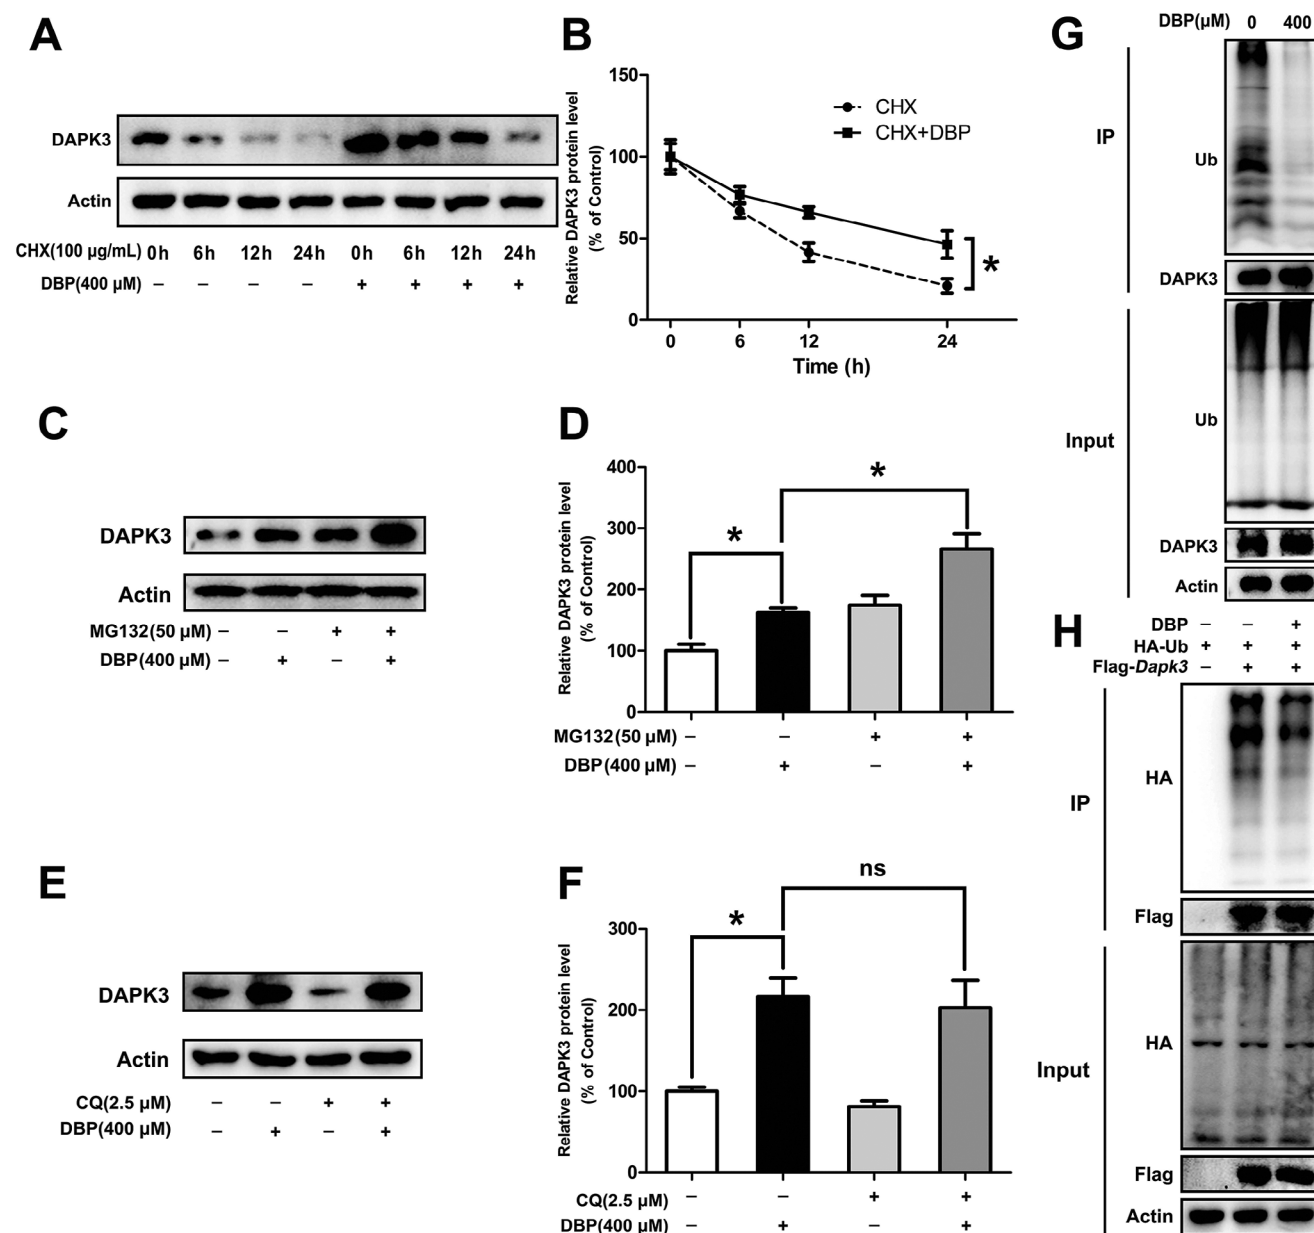 A
DAPK3
Actin
CHX(100 µg/mL) 0h 6h 12h 24h 0h 6h 12h 24h
DBP(400 µM) – – – – + + + +
B
Relative DAPK3 protein level
(% of Control)
150
100
50
0
CHX
CHX+DBP
*
0 6 12 24
Time (h)
C
DAPK3
Actin
MG132(50 µM) – – + +
DBP(400 µM) – + – +
D
Relative DAPK3 protein level
(% of Control)
400
300
200
100
0
* *
MG132(50 µM) – – + +
DBP(400 µM) – + – +
E
DAPK3
Actin
CQ(2.5 µM) – – + +
DBP(400 µM) – + – +
F
Relative DAPK3 protein level
(% of Control)
300
200
100
0
* ns
CQ(2.5 µM) – – + +
DBP(400 µM) – + – +
G
DBP(µM) 0 400
IP
Ub
DAPK3
Input
Ub
DAPK3
Actin
H
DBP – – +
HA-Ub + + +
Flag-Dapk3 – + +
IP
HA
Flag
Input
HA
Flag
Actin